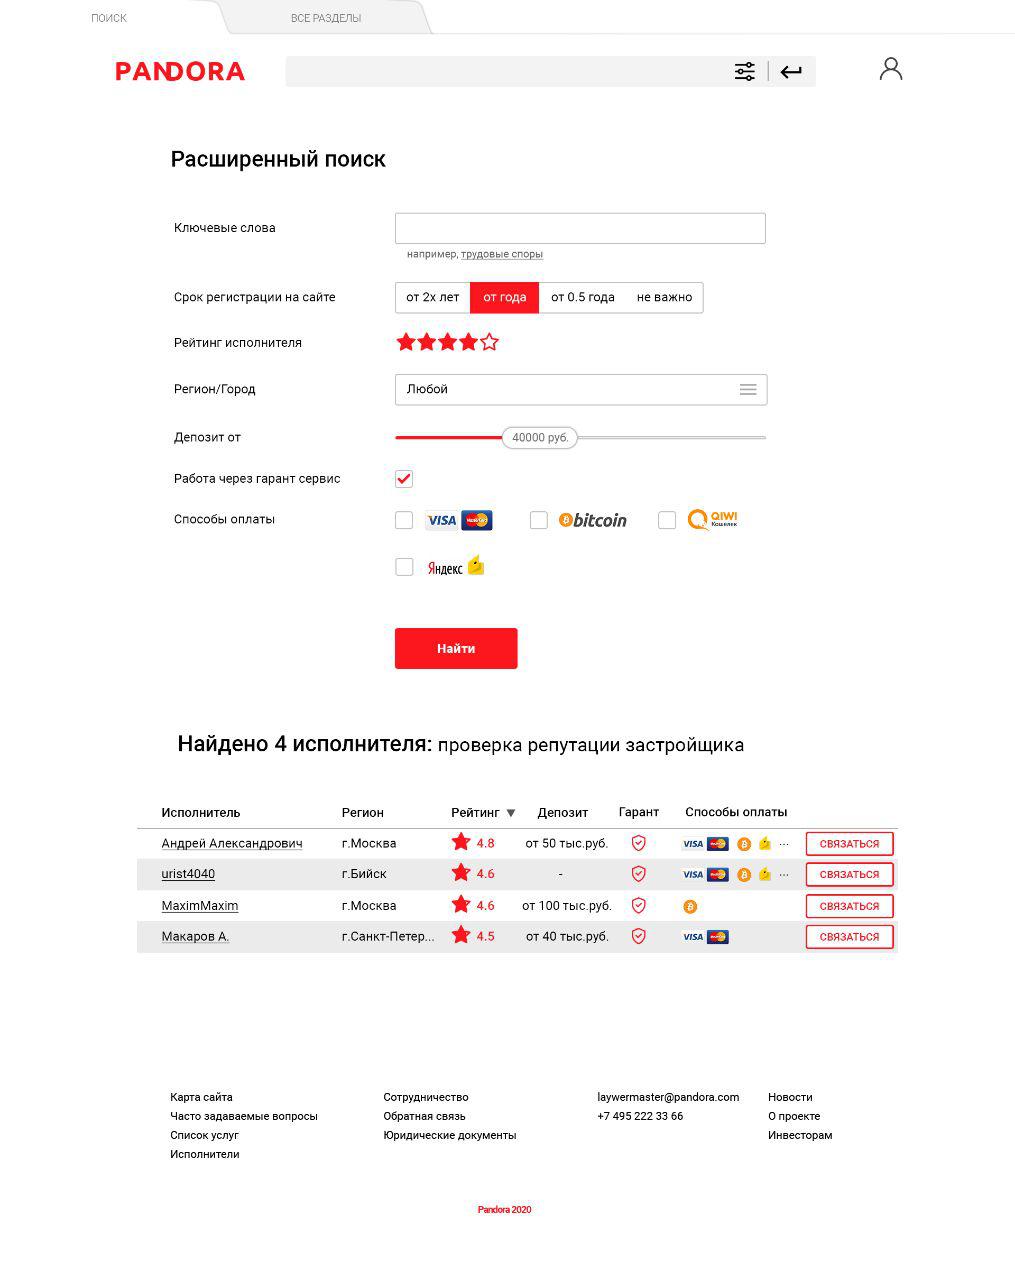 ПОИСК ВСЕ РАЗДЕЛЫ
PANDORA
Расширенный поиск
Ключевые слова
например, трудовые споры
Срок регистрации на сайте от 2х лет от года от 0.5 года не важно
Рейтинг исполнителя
Регион/Город Любой
Депозит от 40000 руб.
Работа через гарант сервис
Способы оплаты VISA MasterCard bitcoin QIWI Кошелек
Яндекс
Найти
Найдено 4 исполнителя: проверка репутации застройщика
Исполнитель Регион Рейтинг Депозит Гарант Способы оплаты
Андрей Александрович г.Москва 4.8 от 50 тыс.руб. VISA MasterCard ... СВЯЗАТЬСЯ
urist4040 г.Бийск 4.6 - VISA MasterCard ... СВЯЗАТЬСЯ
MaximMaxim г.Москва 4.6 от 100 тыс.руб. СВЯЗАТЬСЯ
Макаров А. г.Санкт-Петер... 4.5 от 40 тыс.руб. VISA MasterCard СВЯЗАТЬСЯ
Карта сайта Сотрудничество laywermaster@pandora.com Новости
Часто задаваемые вопросы Обратная связь +7 495 222 33 66 О проекте
Список услуг Юридические документы Инвесторам
Исполнители
Pandora 2020